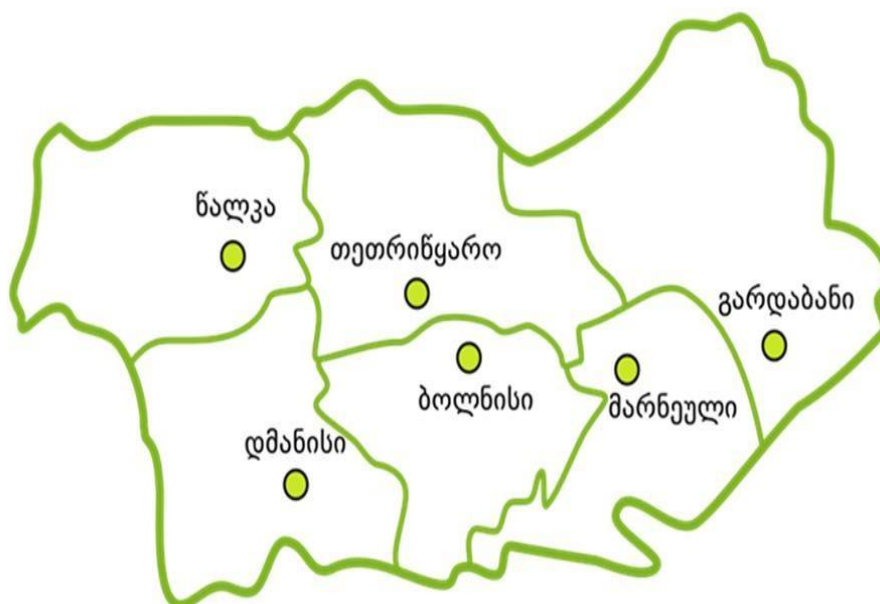 წალკა
თეთრიწყარო
გარდაბანი
ბოლნისი
მარნეული
დმანისი